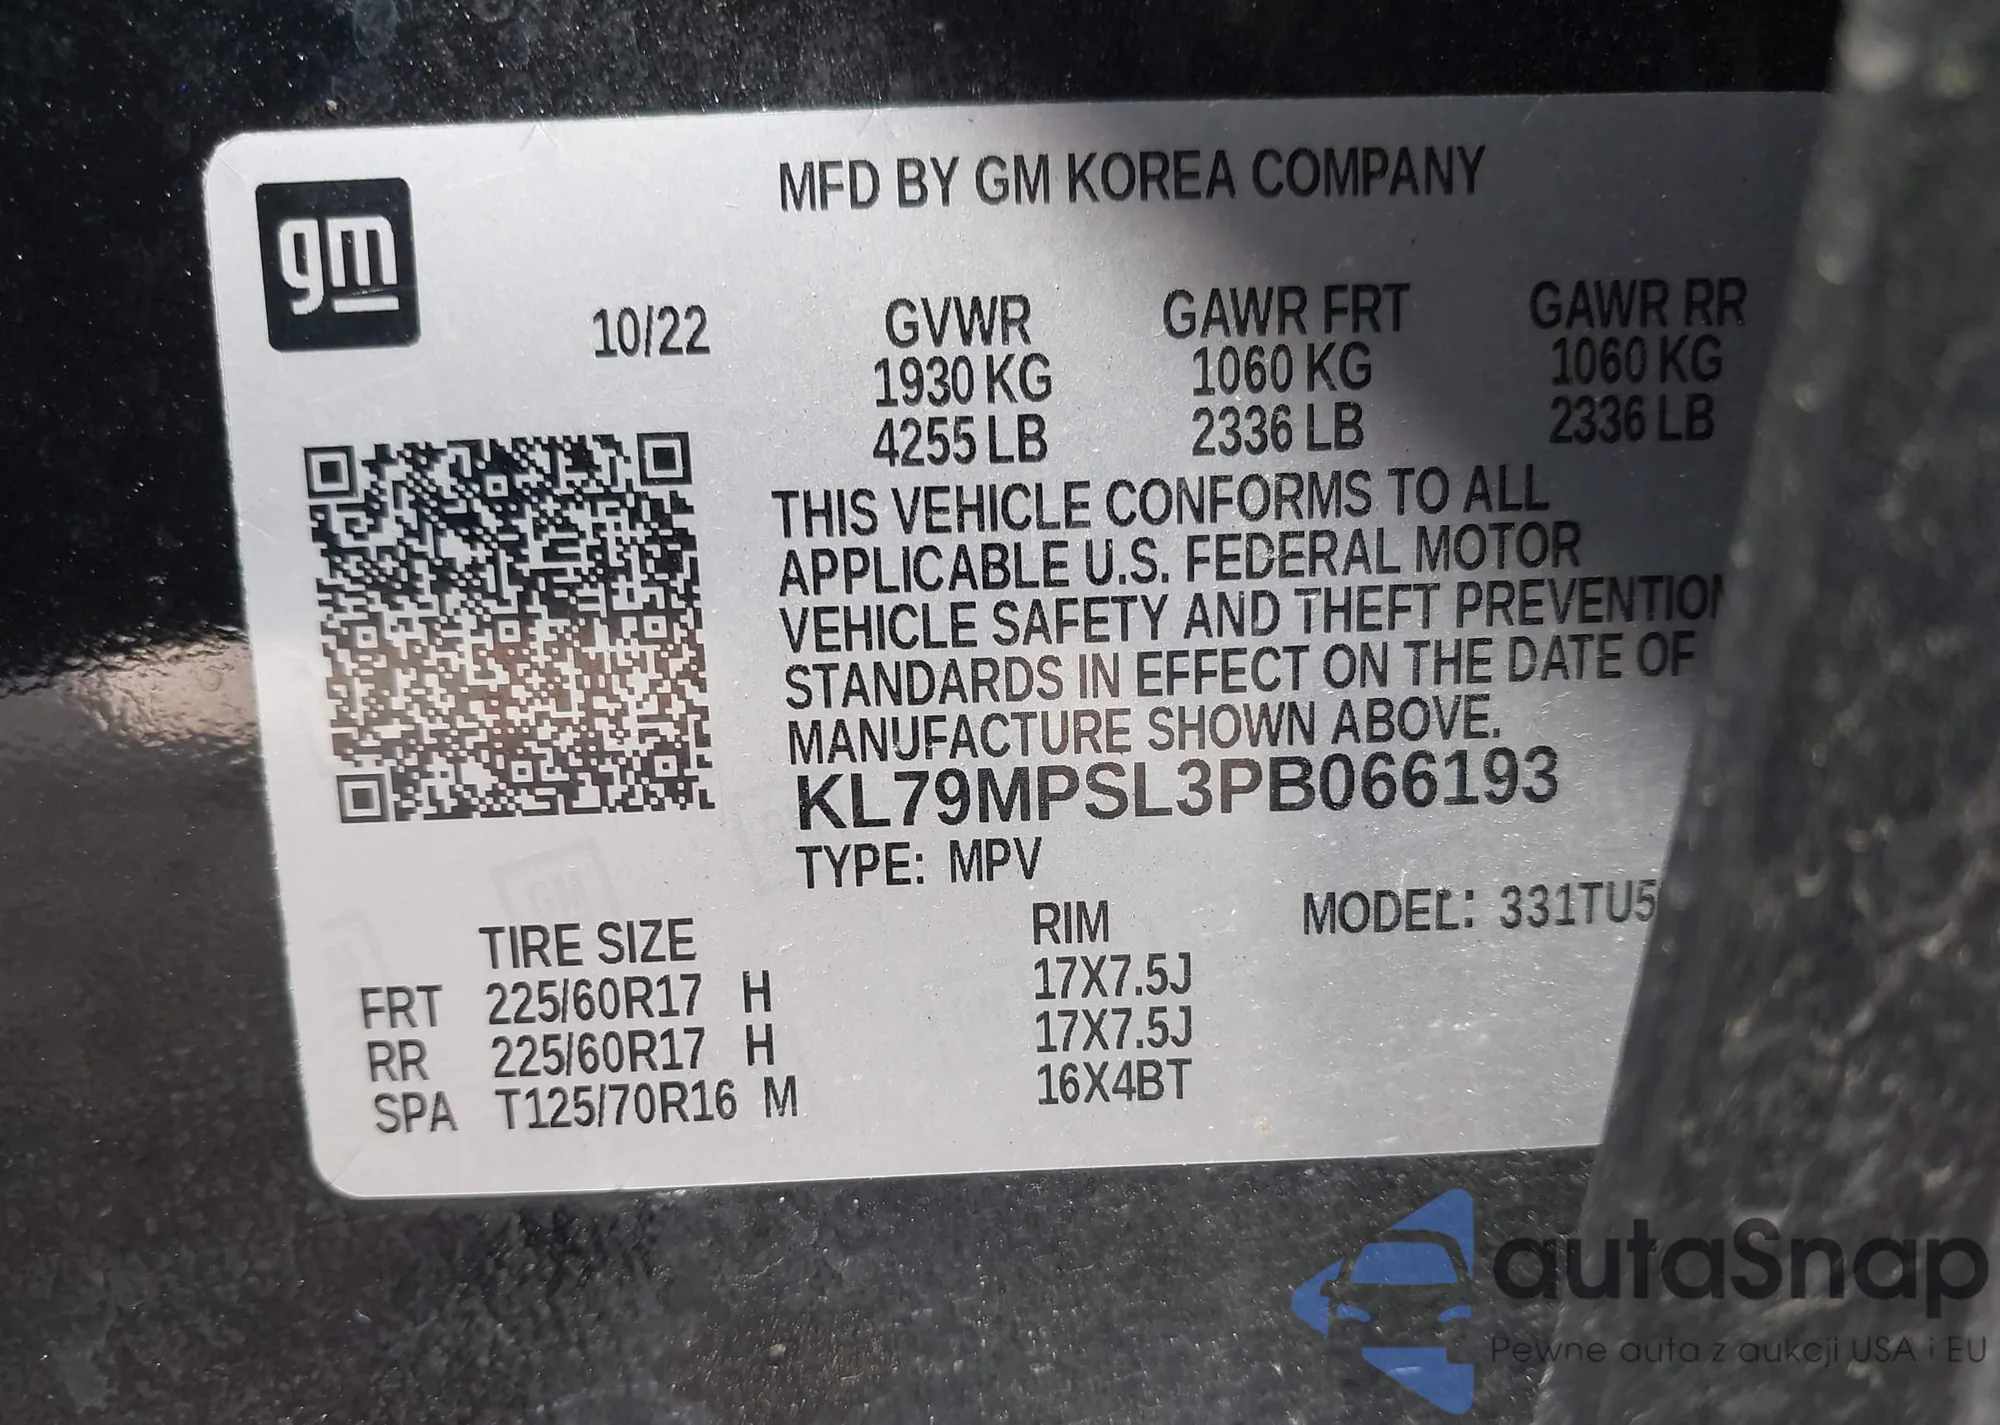 MFD BY GM KOREA COMPANY
gm
10/22
GVWR GAWR FRT GAWR RR
1930 KG 1060 KG 1060 KG
4255 LB 2336 LB 2336 LB
THIS VEHICLE CONFORMS TO ALL
APPLICABLE U.S. FEDERAL MOTOR
VEHICLE SAFETY AND THEFT PREVENTION
STANDARDS IN EFFECT ON THE DATE OF
MANUFACTURE SHOWN ABOVE.
KL79MPSL3PB066193
TYPE: MPV
MODEL: 331TU5
TIRE SIZE RIM
FRT 225/60R17 H 17X7.5J
RR 225/60R17 H 17X7.5J
SPA T125/70R16 M 16X4BT
autaSnap
Pewne auta z aukcji USA i EU